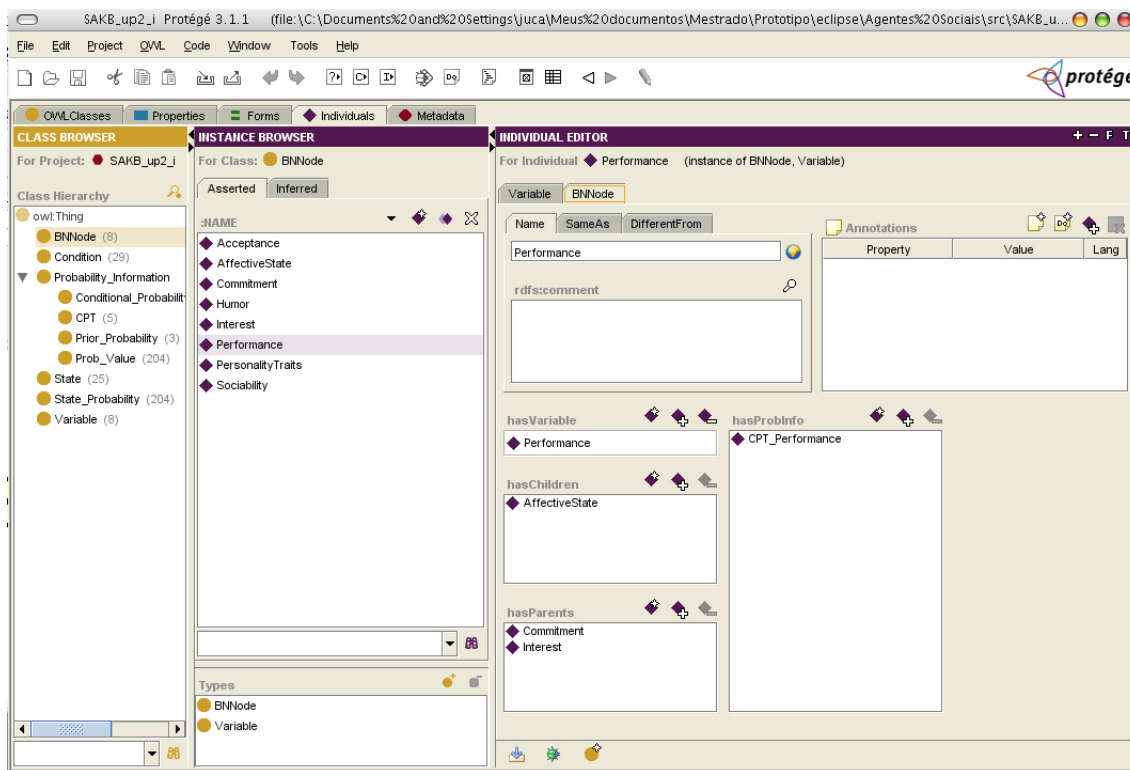 SAKB_up2_i Protégé 3.1.1 (file:\C:\Documents%20and%20Settings\juca\Meus%20documentos\Mestrado\Prototipo\eclipse\Agentes%20Sociais\src\SAKB_u...
File Edit Project OWL Code Window Tools Help
protégé
OWLClasses Properties Forms Individuals Metadata
CLASS BROWSER
For Project: SAKB_up2_i
Class Hierarchy
owl:Thing
BNNode (8)
Condition (29)
Probability_Information
Conditional_Probabilit
CPT (5)
Prior_Probability (3)
Prob_Value (204)
State (25)
State_Probability (204)
Variable (8)
INSTANCE BROWSER
For Class: BNNode
Asserted Inferred
:NAME
Acceptance
AffectiveState
Commitment
Humor
Interest
Performance
PersonalityTraits
Sociability
Types
BNNode
Variable
INDIVIDUAL EDITOR + − F T
For Individual Performance (instance of BNNode, Variable)
Variable BNNode
Name SameAs DifferentFrom
Performance
rdfs:comment
Annotations
Property Value Lang
hasVariable
Performance
hasProbInfo
CPT_Performance
hasChildren
AffectiveState
hasParents
Commitment
Interest